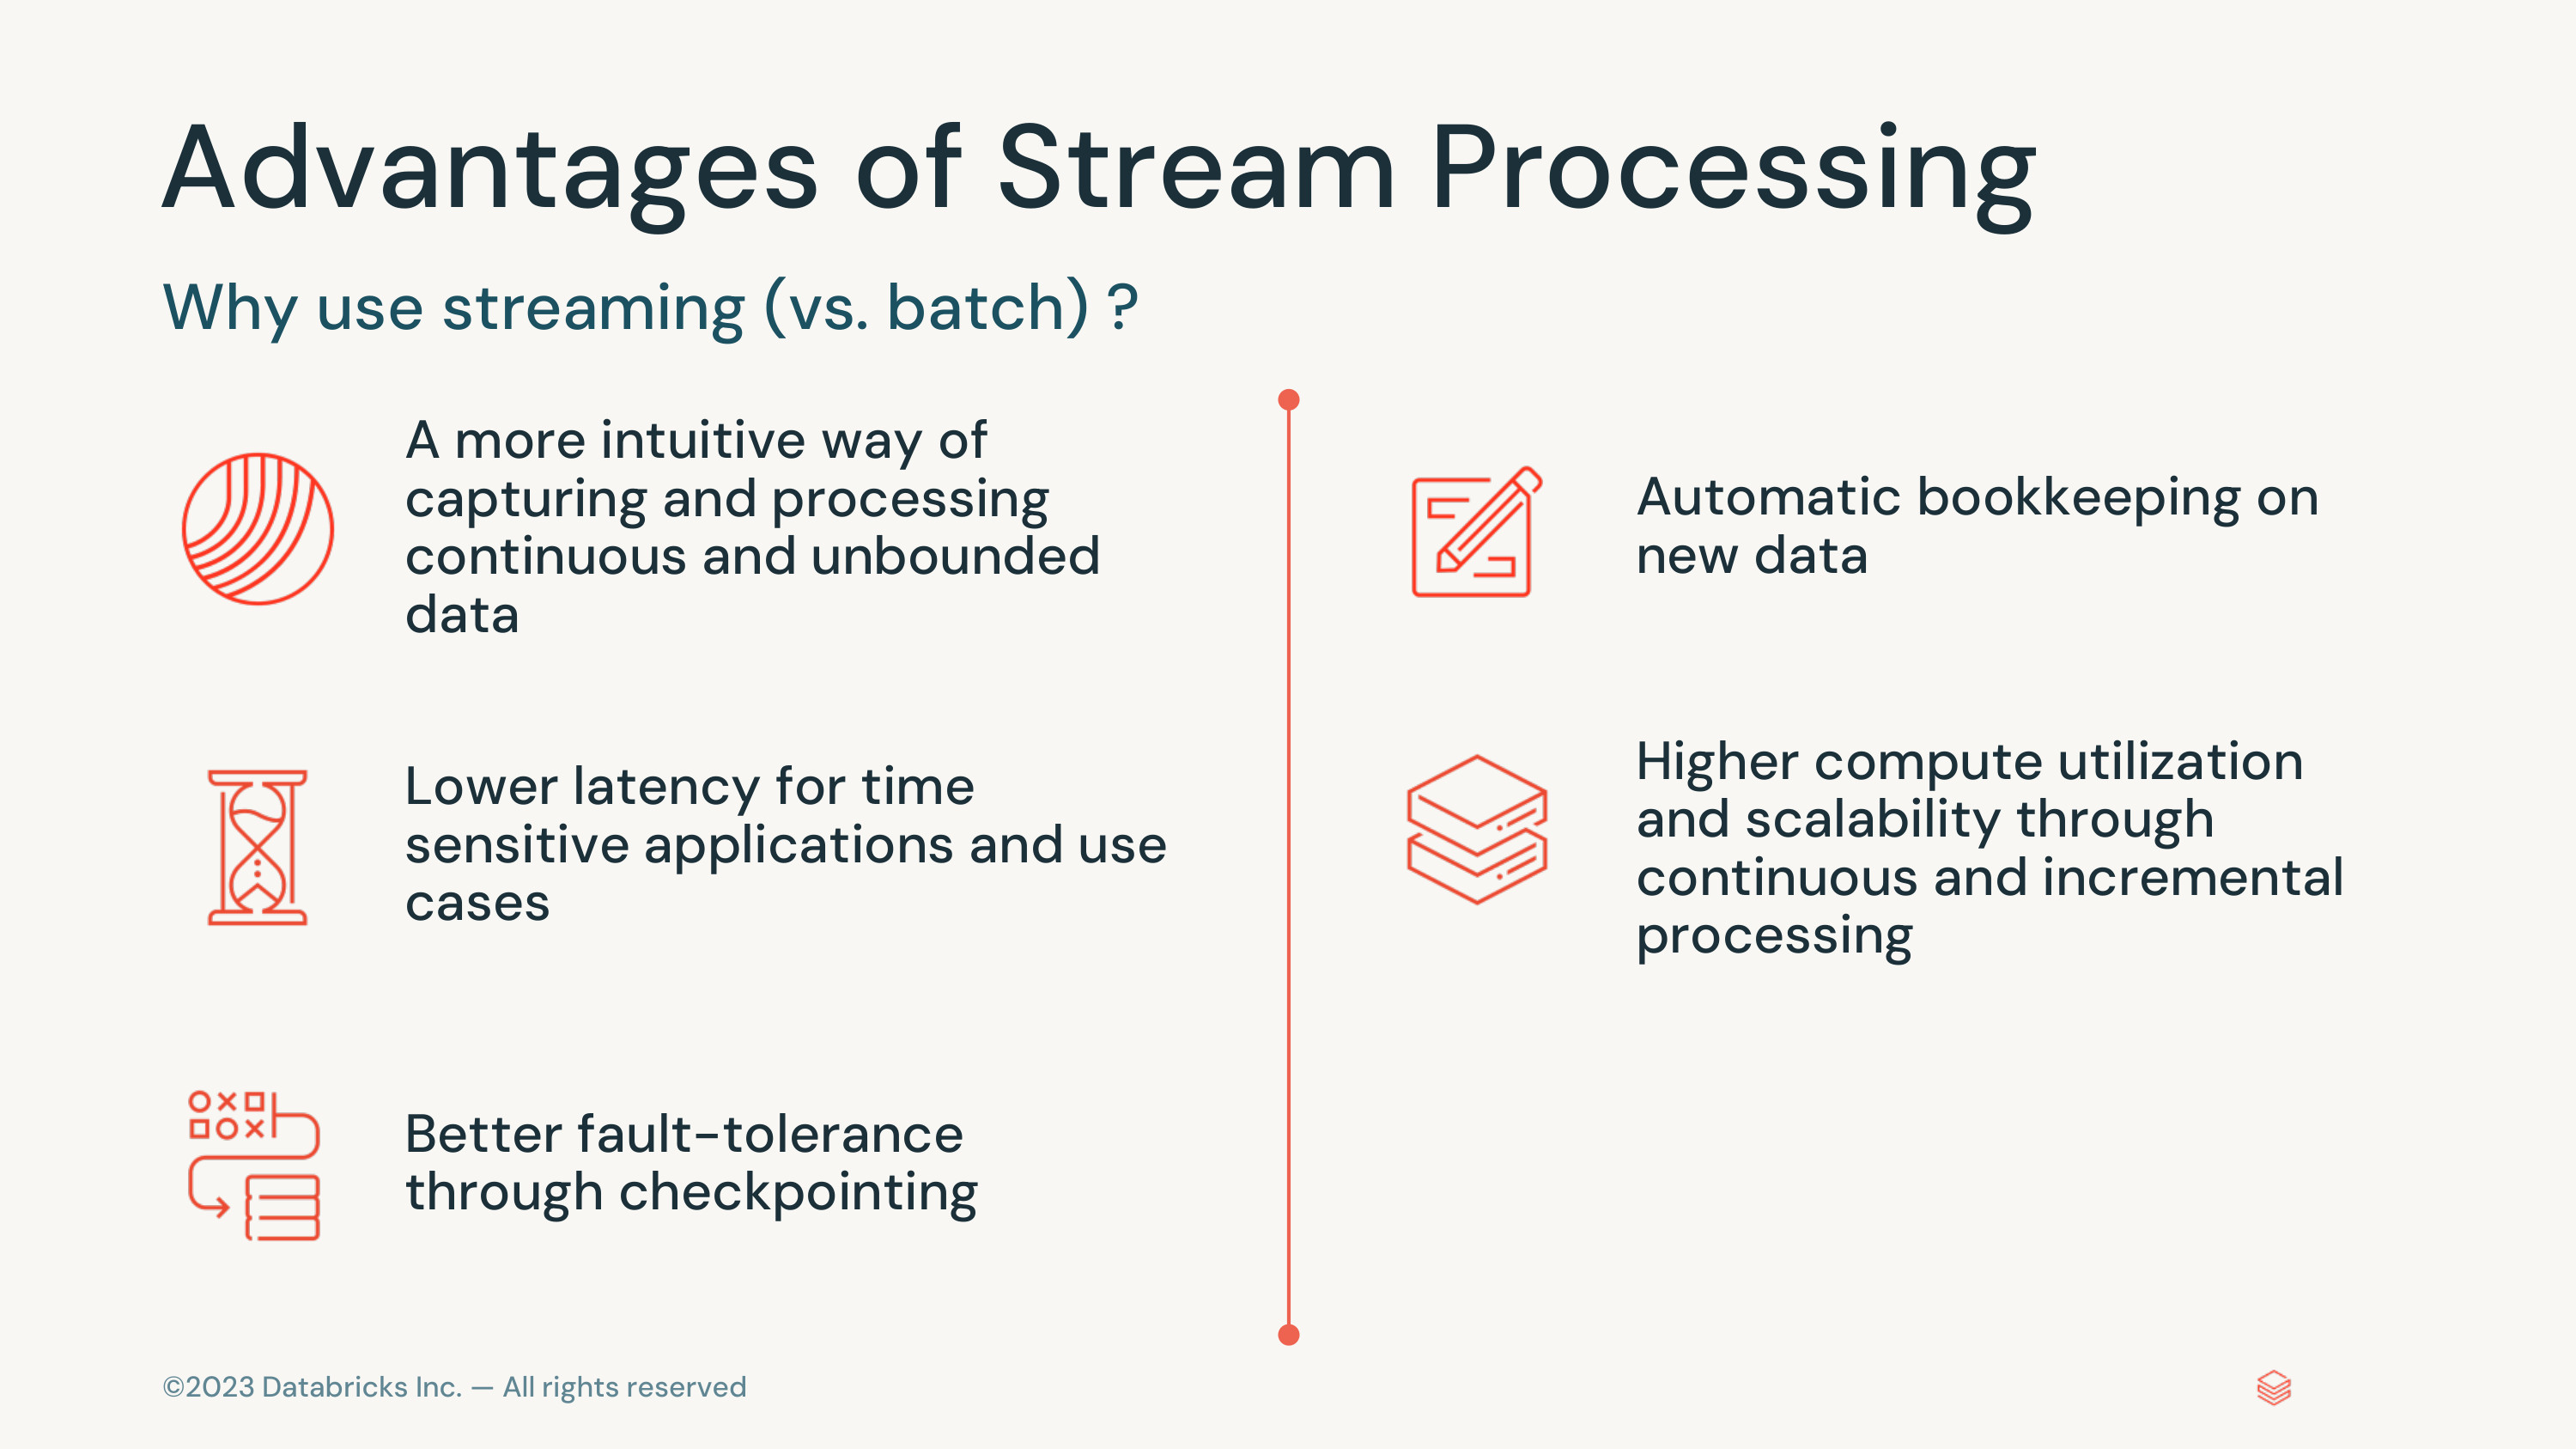 Advantages of Stream Processing
Why use streaming (vs. batch) ?
A more intuitive way of
capturing and processing
continuous and unbounded
data
Lower latency for time
sensitive applications and use
cases
Better fault-tolerance
through checkpointing
Automatic bookkeeping on
new data
Higher compute utilization
and scalability through
continuous and incremental
processing
©2023 Databricks Inc. — All rights reserved